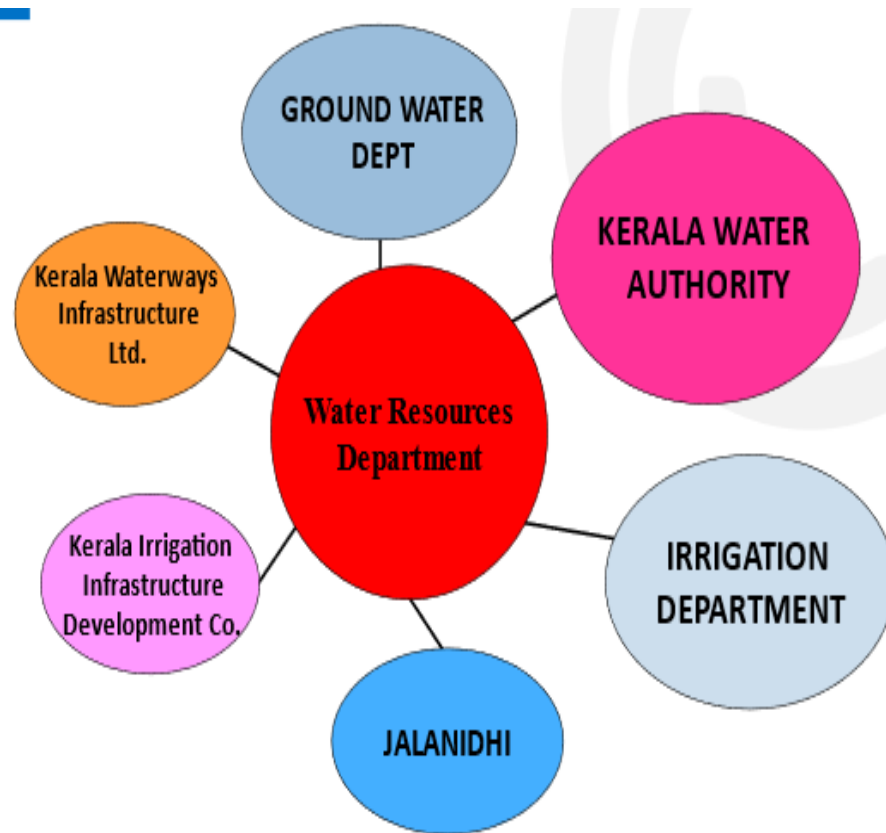 GROUND WATER
DEPT
KERALA WATER
AUTHORITY
Kerala Waterways
Infrastructure
Ltd.
Water Resources
Department
Kerala Irrigation
Infrastructure
Development Co.
IRRIGATION
DEPARTMENT
JALANIDHI